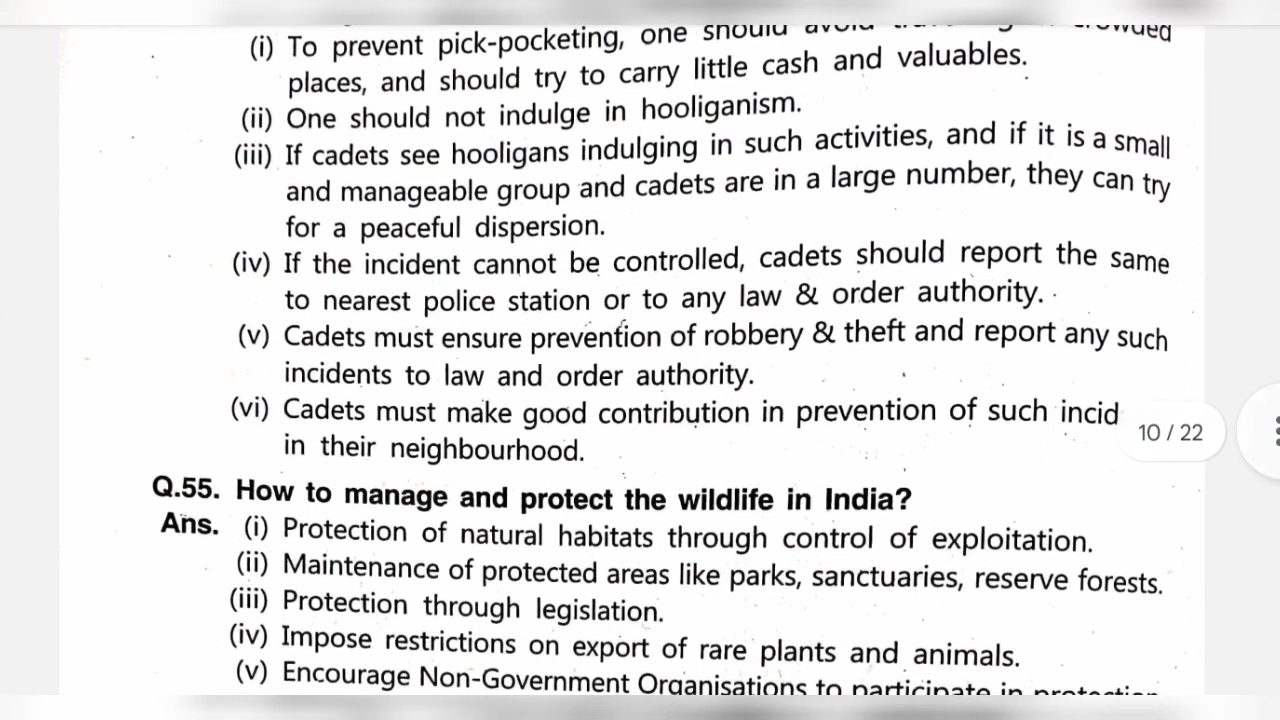 (i) To prevent pick-pocketing, one should avoid crowded
places, and should try to carry little cash and valuables.
(ii) One should not indulge in hooliganism.
(iii) If cadets see hooligans indulging in such activities, and if it is a small
and manageable group and cadets are in a large number, they can try
for a peaceful dispersion.
(iv) If the incident cannot be controlled, cadets should report the same
to nearest police station or to any law & order authority.
(v) Cadets must ensure prevention of robbery & theft and report any such
incidents to law and order authority.
(vi) Cadets must make good contribution in prevention of such incid
in their neighbourhood.
10 / 22
Q.55. How to manage and protect the wildlife in India?
Ans. (i) Protection of natural habitats through control of exploitation.
(ii) Maintenance of protected areas like parks, sanctuaries, reserve forests.
(iii) Protection through legislation.
(iv) Impose restrictions on export of rare plants and animals.
(v) Encourage Non-Government Organisations to participate in protection